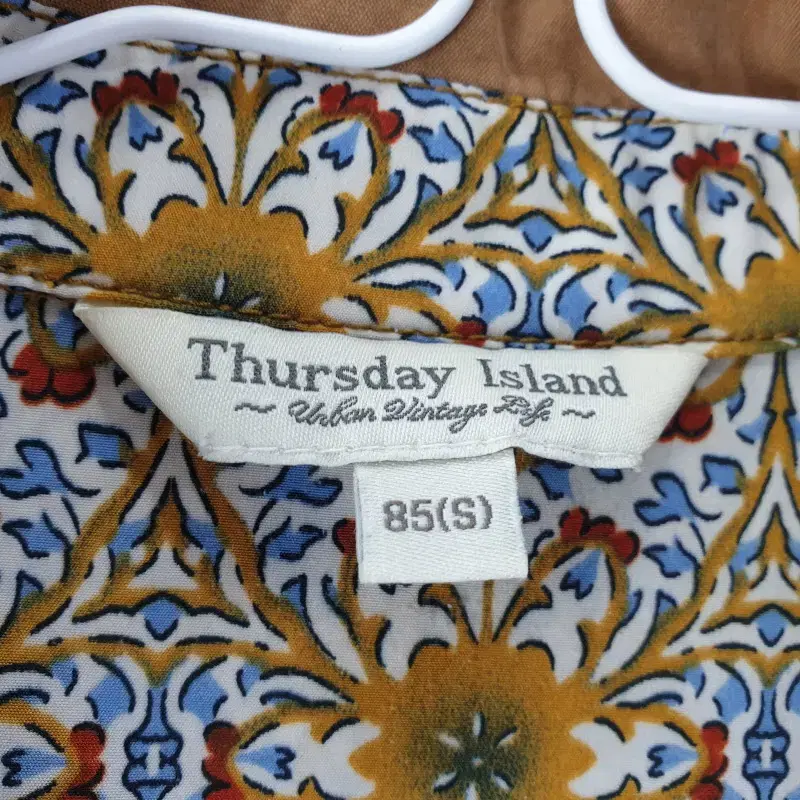 Thursday Island
~ Urban Vintage Life ~
85(S)